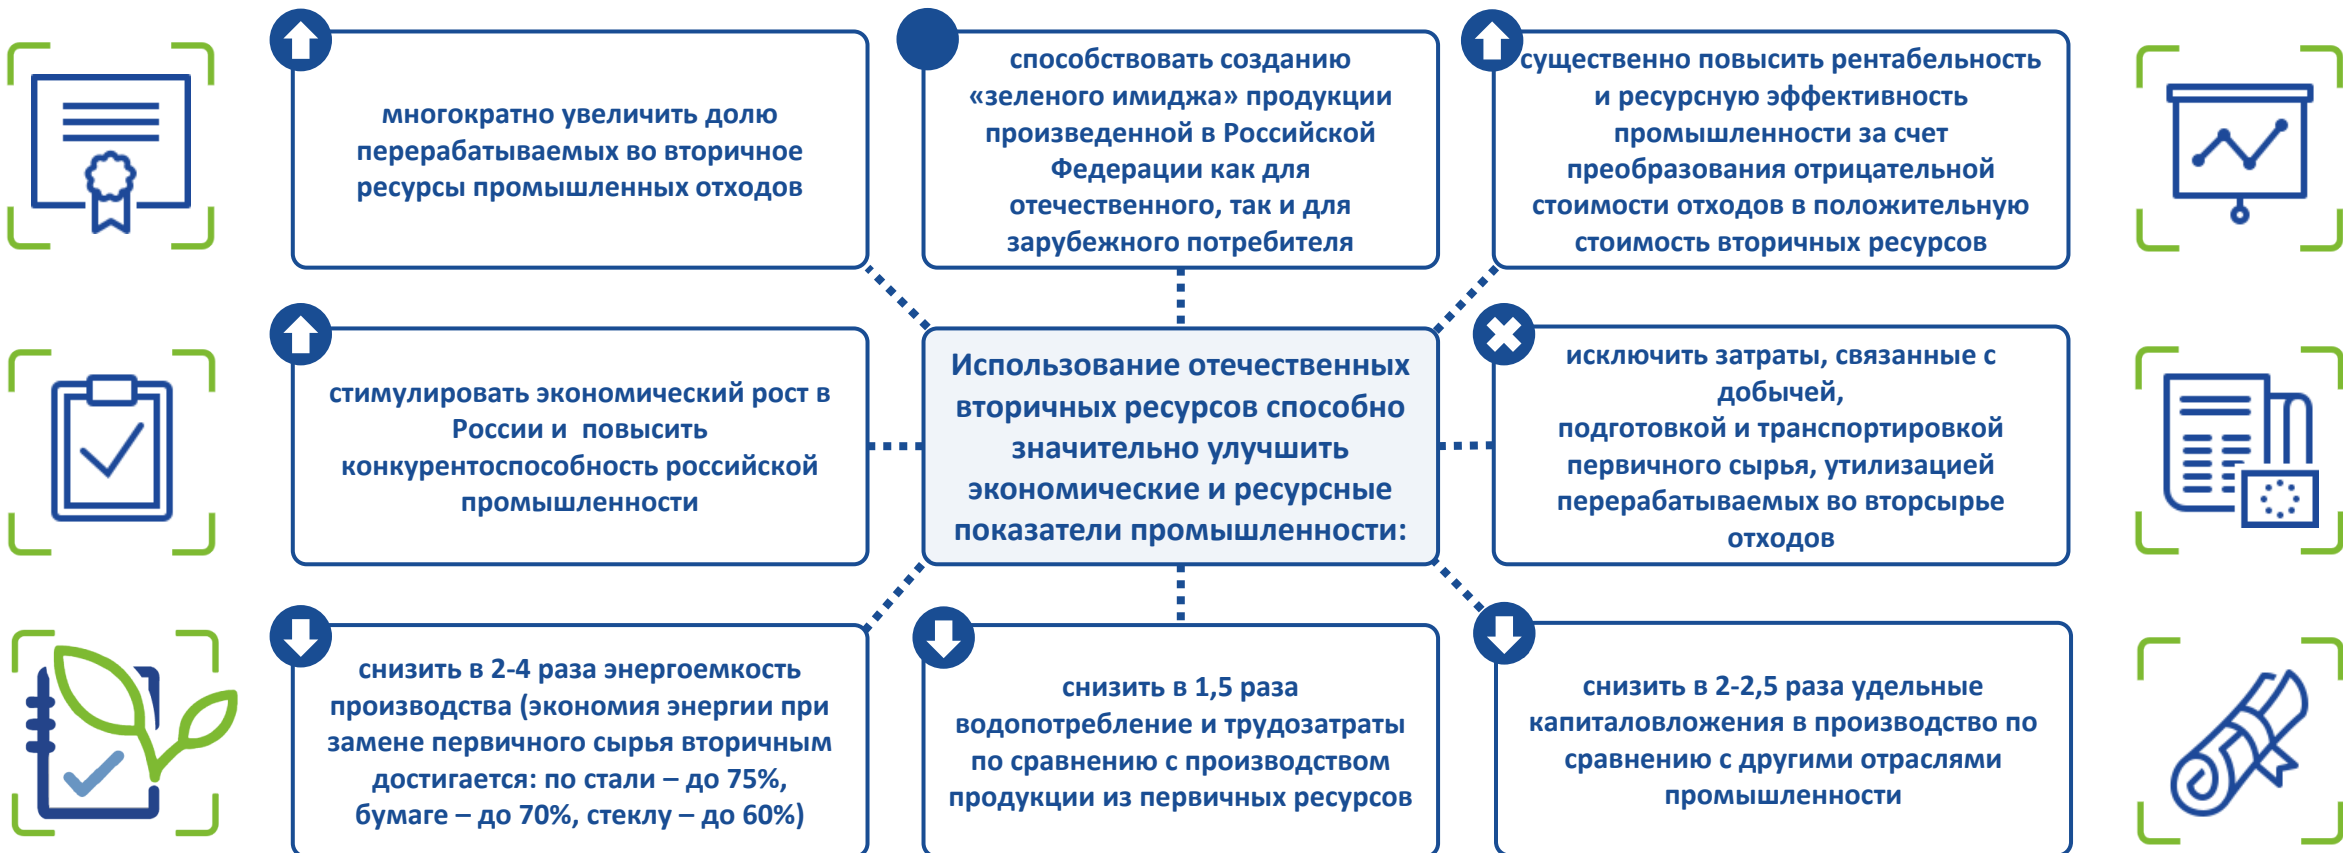 многократно увеличить долю
перерабатываемых во вторичное
ресурсы промышленных отходов
способствовать созданию
«зеленого имиджа» продукции
произведенной в Российской
Федерации как для
отечественного, так и для
зарубежного потребителя
существенно повысить рентабельность
и ресурсную эффективность
промышленности за счет
преобразования отрицательной
стоимости отходов в положительную
стоимость вторичных ресурсов
стимулировать экономический рост в
России и  повысить
конкурентоспособность российской
промышленности
Использование отечественных
вторичных ресурсов способно
значительно улучшить
экономические и ресурсные
показатели промышленности:
исключить затраты, связанные с
добычей,
подготовкой и транспортировкой
первичного сырья, утилизацией
перерабатываемых во вторсырье
отходов
снизить в 2-4 раза энергоемкость
производства (экономия энергии при
замене первичного сырья вторичным
достигается: по стали – до 75%,
бумаге – до 70%, стеклу – до 60%)
снизить в 1,5 раза
водопотребление и трудозатраты
по сравнению с производством
продукции из первичных ресурсов
снизить в 2-2,5 раза удельные
капиталовложения в производство по
сравнению с другими отраслями
промышленности